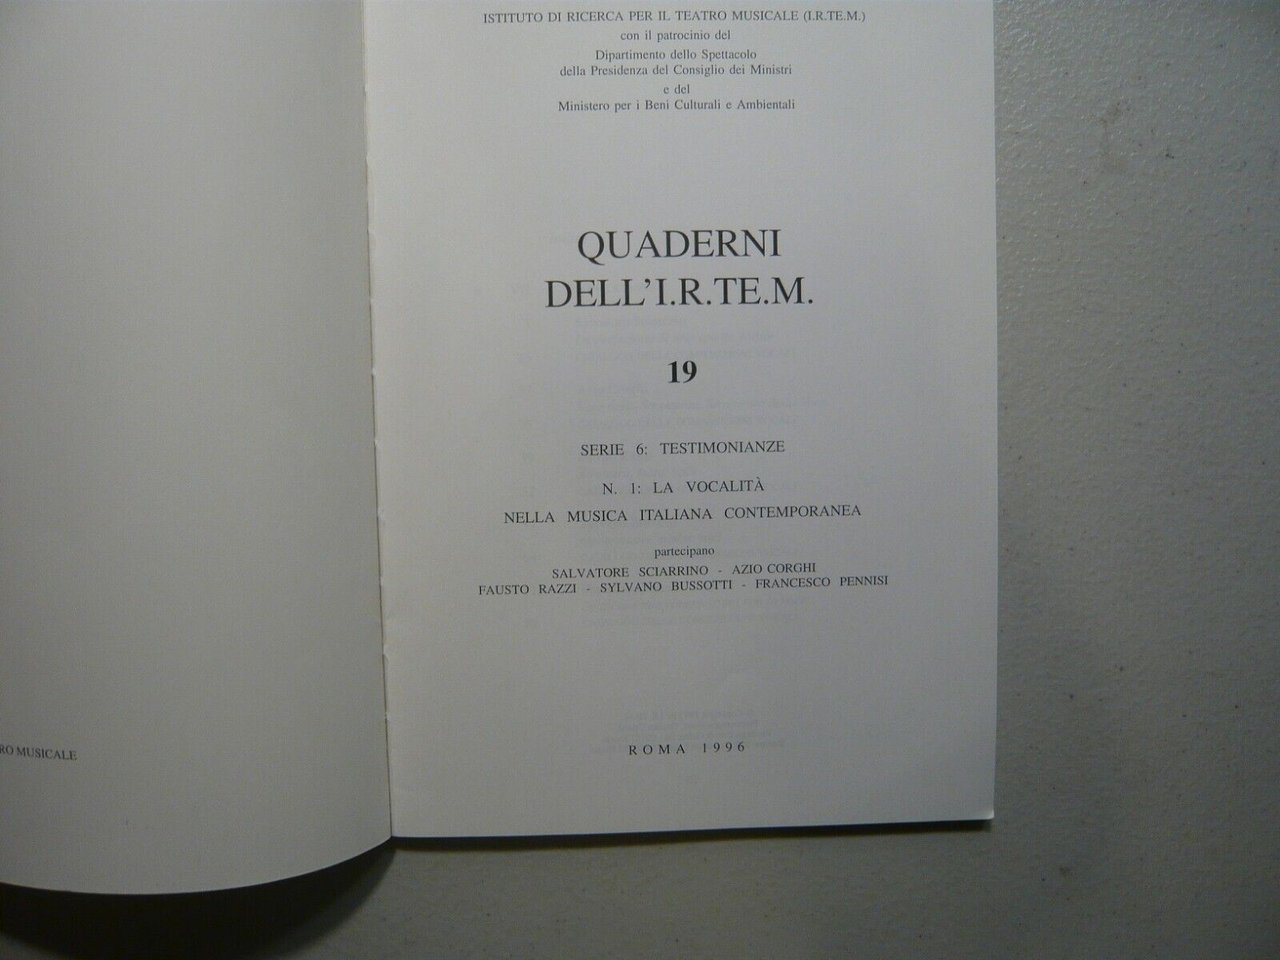 ISTITUTO DI RICERCA PER IL TEATRO MUSICALE (I.R.TE.M.)
con il patrocinio del
Dipartimento dello Spettacolo
della Presidenza del Consiglio dei Ministri
e del
Ministero per i Beni Culturali e Ambientali
QUADERNI
DELL'I.R.TE.M.
19
SERIE 6: TESTIMONIANZE
N. 1: LA VOCALITÀ
NELLA MUSICA ITALIANA CONTEMPORANEA
partecipano
SALVATORE SCIARRINO - AZIO CORGHI
FAUSTO RAZZI - SYLVANO BUSSOTTI - FRANCESCO PENNISI
ROMA 1996
RO MUSICALE